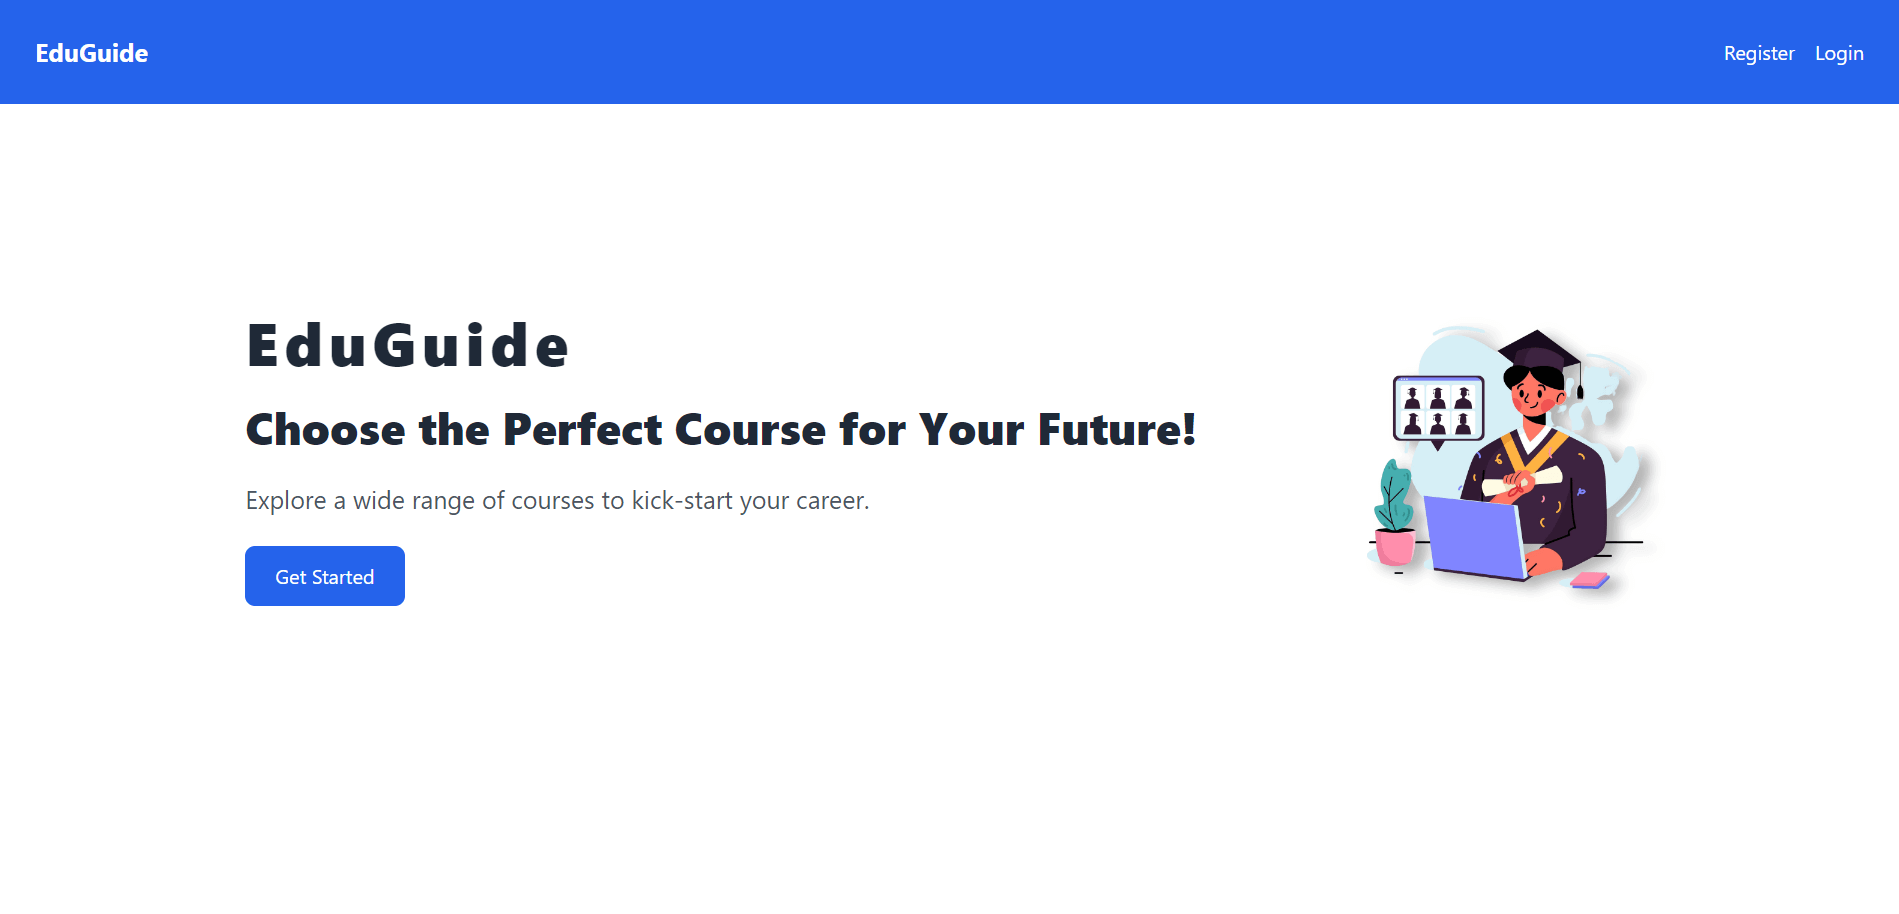 EduGuide
Register Login
EduGuide
Choose the Perfect Course for Your Future!
Explore a wide range of courses to kick-start your career.
Get Started